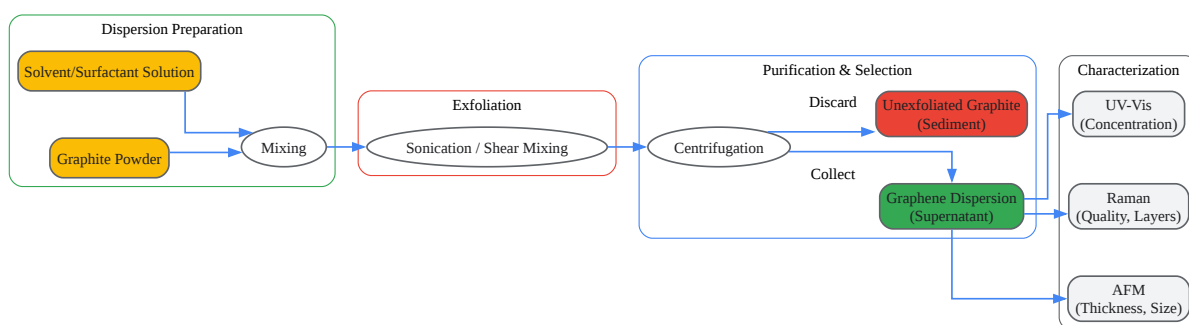 Dispersion Preparation
Solvent/Surfactant Solution
Graphite Powder
Mixing
Exfoliation
Sonication / Shear Mixing
Purification & Selection
Centrifugation
Discard
Unexfoliated Graphite
(Sediment)
Collect
Graphene Dispersion
(Supernatant)
Characterization
UV-Vis
(Concentration)
Raman
(Quality, Layers)
AFM
(Thickness, Size)